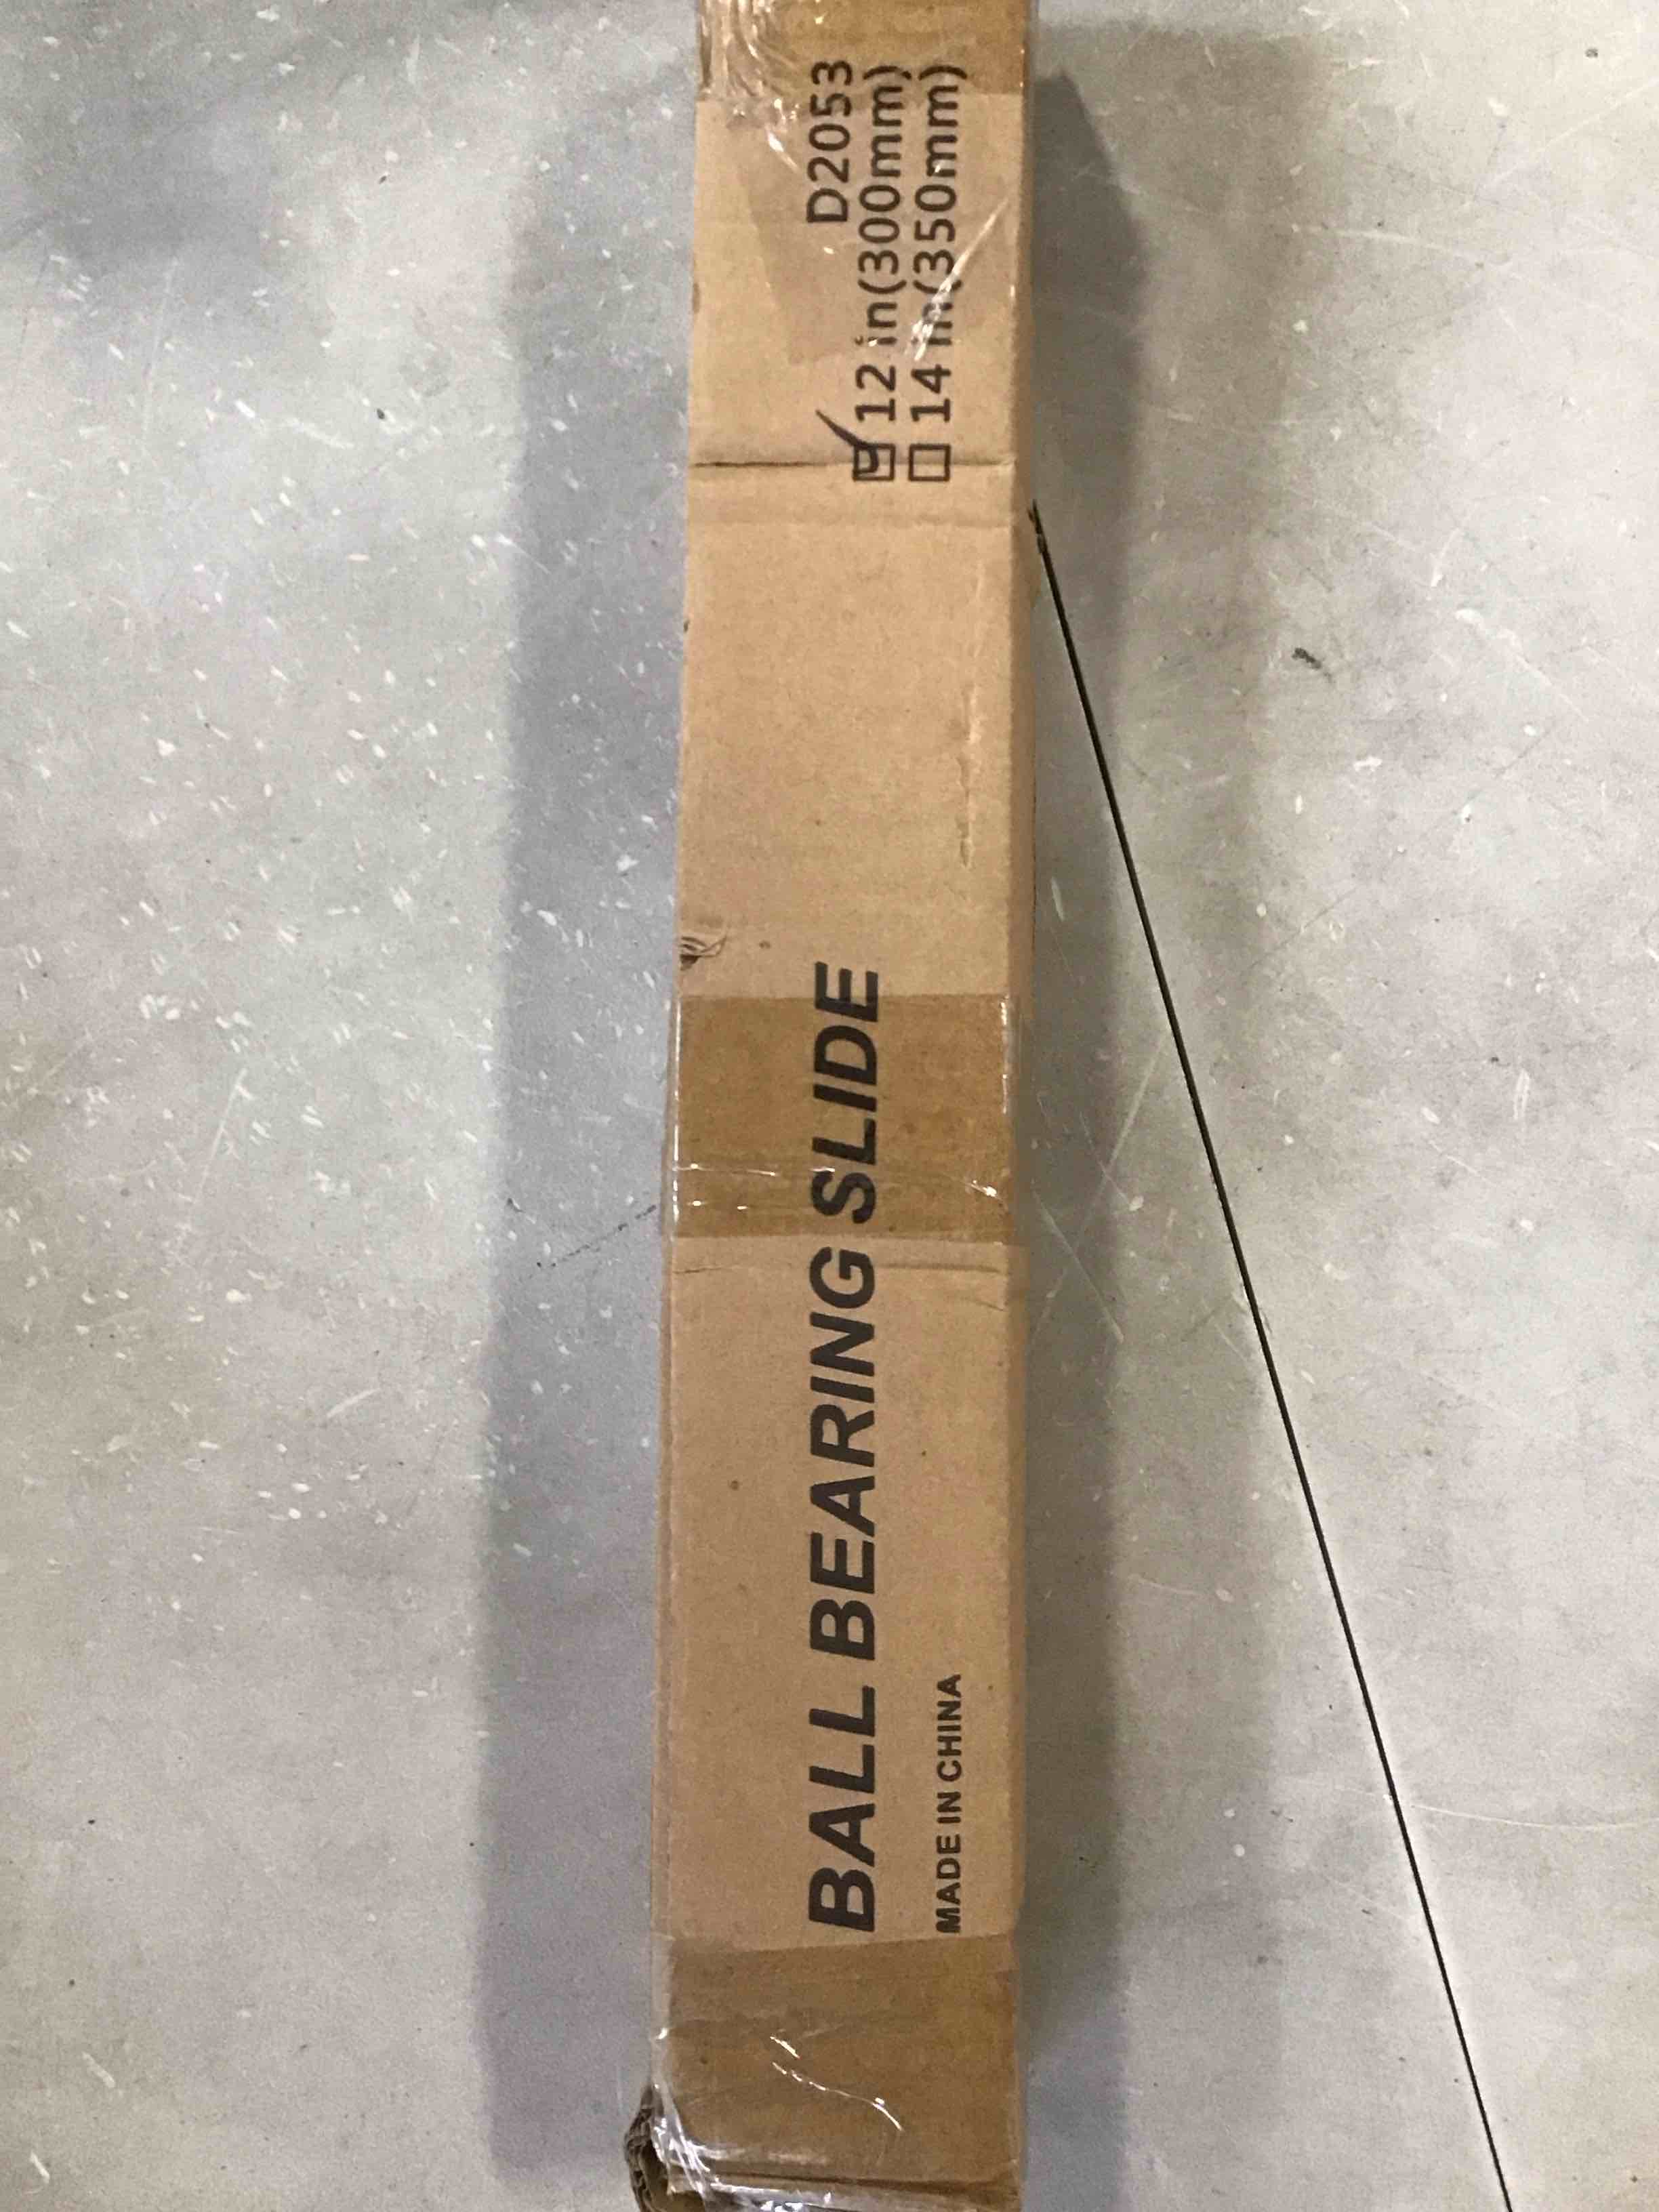 BALL BEARING SLIDE
MADE IN CHINA
D2053
☑12 in(300mm)
☐14 in(350mm)